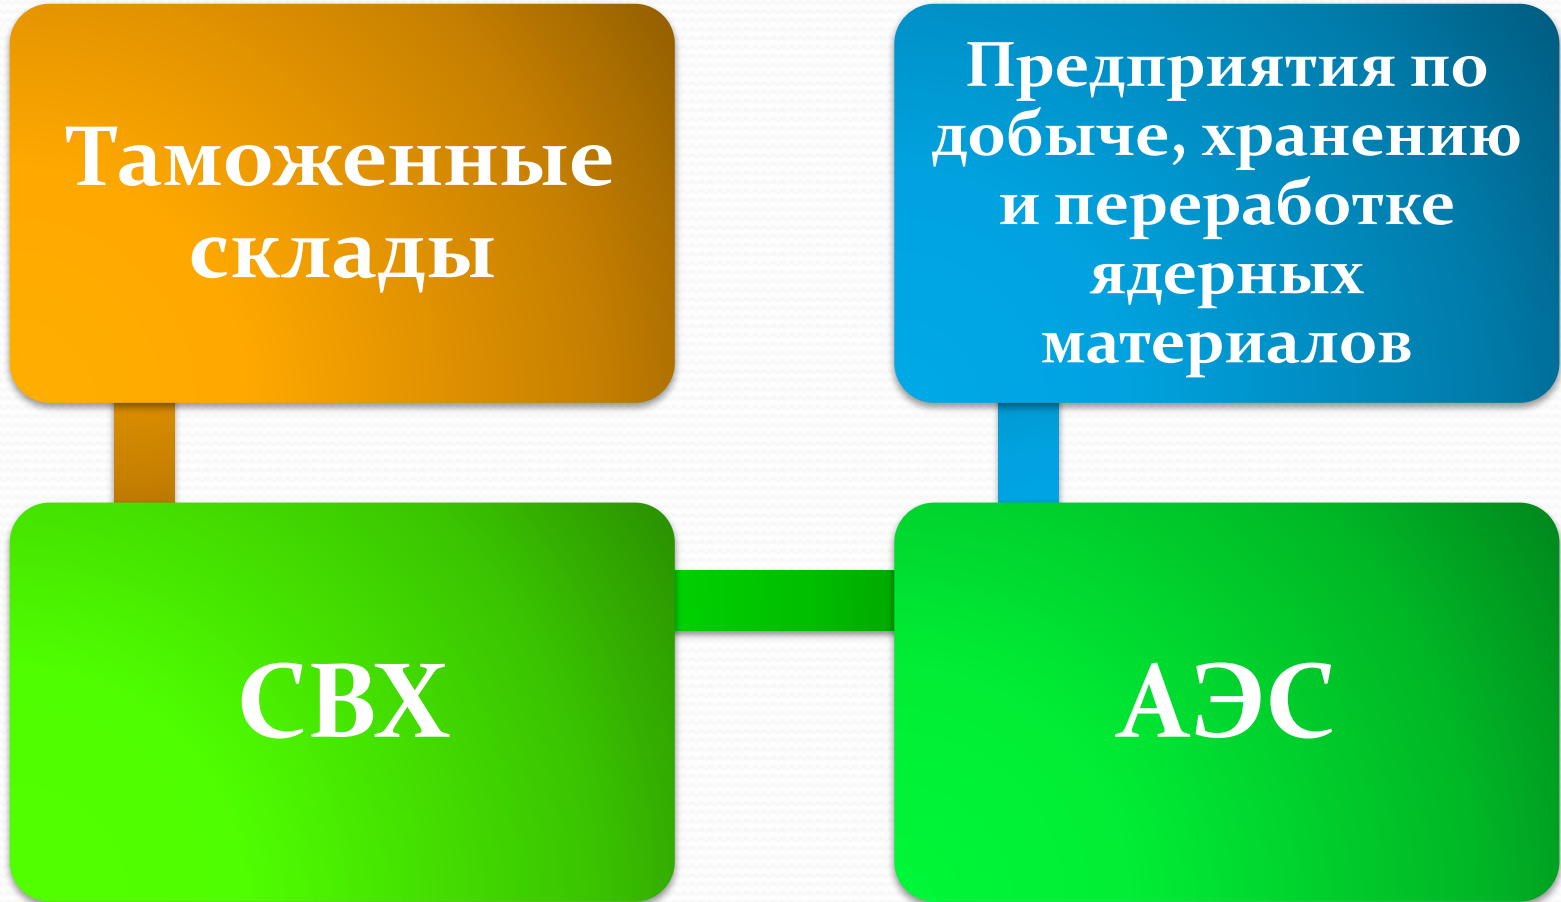 Таможенные
склады
Предприятия по
добыче, хранению
и переработке
ядерных
материалов
СВХ
АЭС